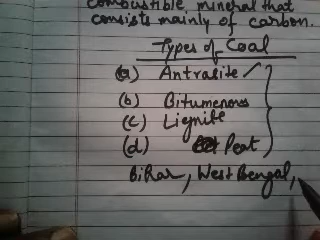 combustible mineral that
consists mainly of carbon.
Types of Coal
(a) Antrasite ✓
(b) Bitumenous
(c) Lignite
(d) Peat
Bihar, West Bengal,